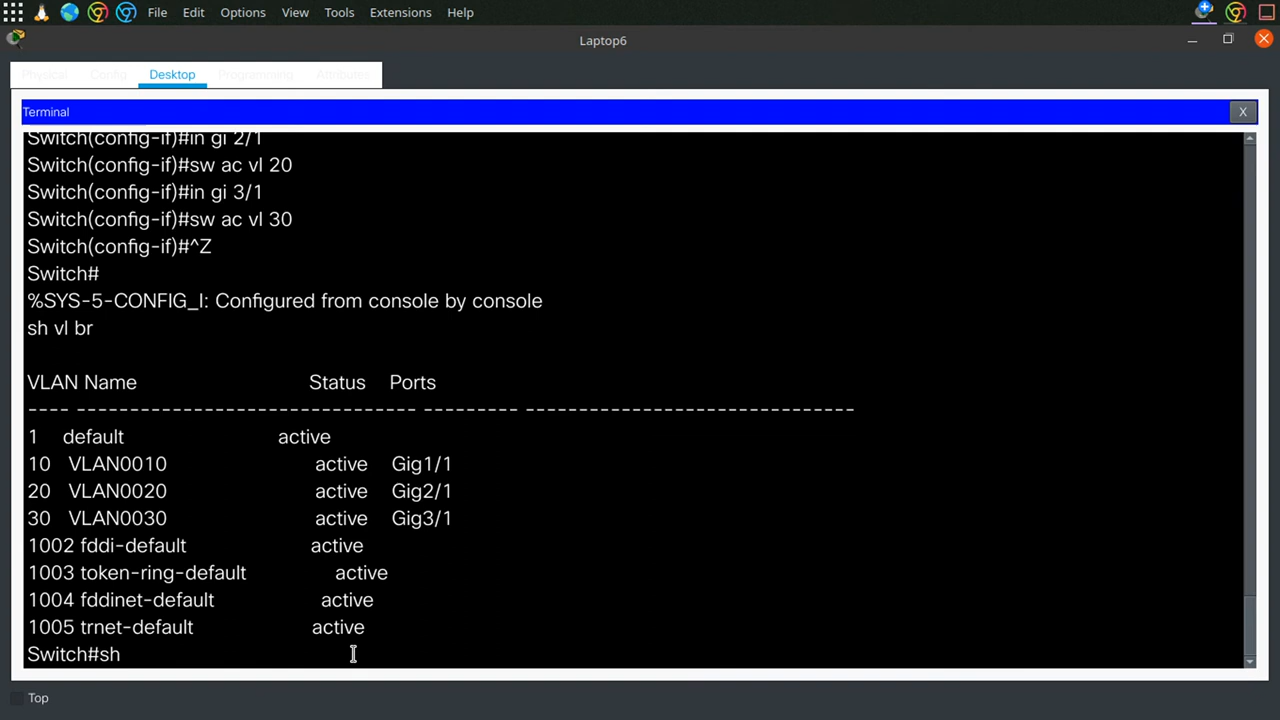 File Edit Options View Tools Extensions Help
Laptop6
Physical Config Desktop Programming Attributes
Terminal X
Switch(config-if)#in gi 2/1
Switch(config-if)#sw ac vl 20
Switch(config-if)#in gi 3/1
Switch(config-if)#sw ac vl 30
Switch(config-if)#^Z
Switch#
%SYS-5-CONFIG_I: Configured from console by console
sh vl br
VLAN Name Status Ports
---- -------------------------------- --------- -------------------------------
1 default active
10 VLAN0010 active Gig1/1
20 VLAN0020 active Gig2/1
30 VLAN0030 active Gig3/1
1002 fddi-default active
1003 token-ring-default active
1004 fddinet-default active
1005 trnet-default active
Switch#sh
Top